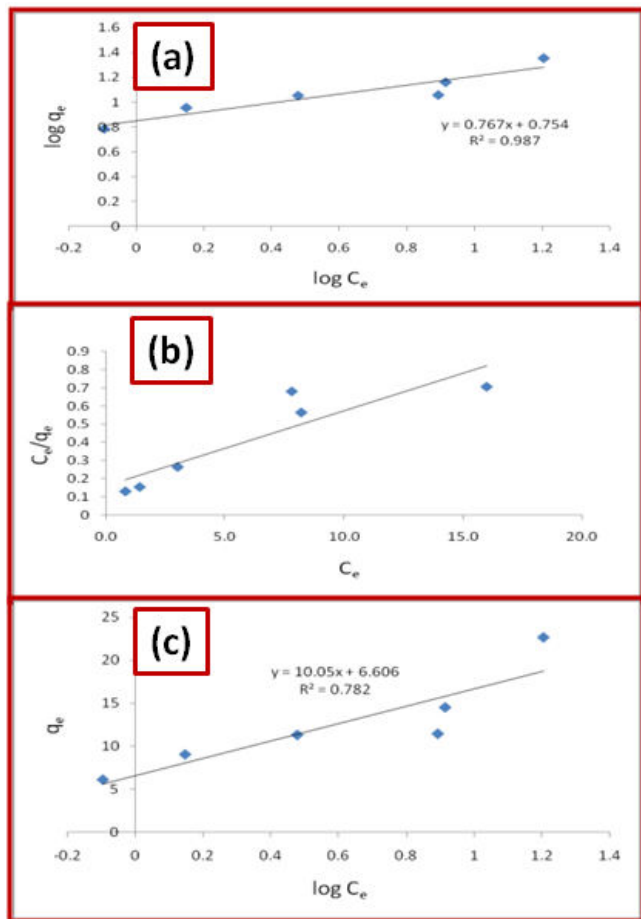 (a)
log qₑ
1.6
1.4
1.2
1
0.8
0.6
0.4
0.2
0
y = 0.767x + 0.754
R² = 0.987
-0.2 0 0.2 0.4 0.6 0.8 1 1.2 1.4
log Cₑ
(b)
Cₑ/qₑ
0.9
0.8
0.7
0.6
0.5
0.4
0.3
0.2
0.1
0
0.0 5.0 10.0 15.0 20.0
Cₑ
(c)
qₑ
25
20
15
10
5
0
y = 10.05x + 6.606
R² = 0.782
-0.2 0 0.2 0.4 0.6 0.8 1 1.2 1.4
log Cₑ